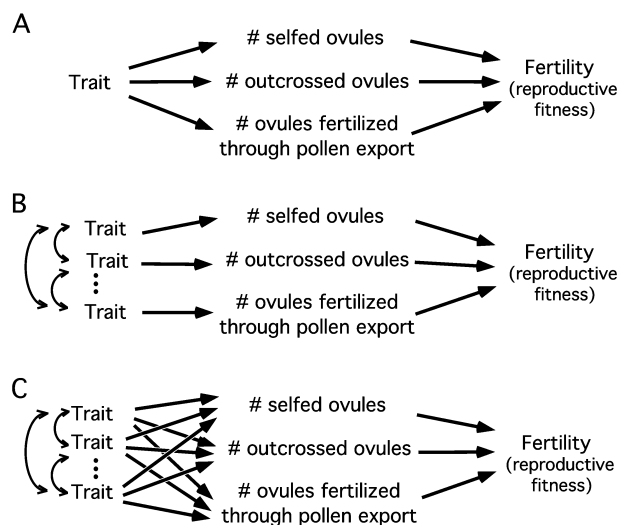 A
Trait
# selfed ovules
# outcrossed ovules
# ovules fertilized
through pollen export
Fertility
(reproductive
fitness)
B
Trait
Trait
Trait
# selfed ovules
# outcrossed ovules
# ovules fertilized
through pollen export
Fertility
(reproductive
fitness)
C
Trait
Trait
Trait
# selfed ovules
# outcrossed ovules
# ovules fertilized
through pollen export
Fertility
(reproductive
fitness)